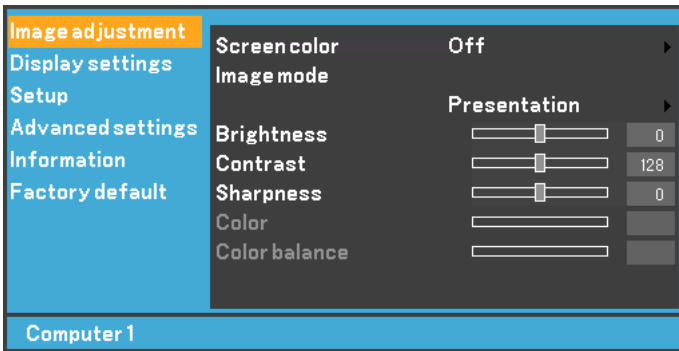 Image adjustment
Display settings
Setup
Advanced settings
Information
Factory default
Screen color Off
Image mode
Presentation
Brightness 0
Contrast 128
Sharpness 0
Color
Color balance
Computer 1